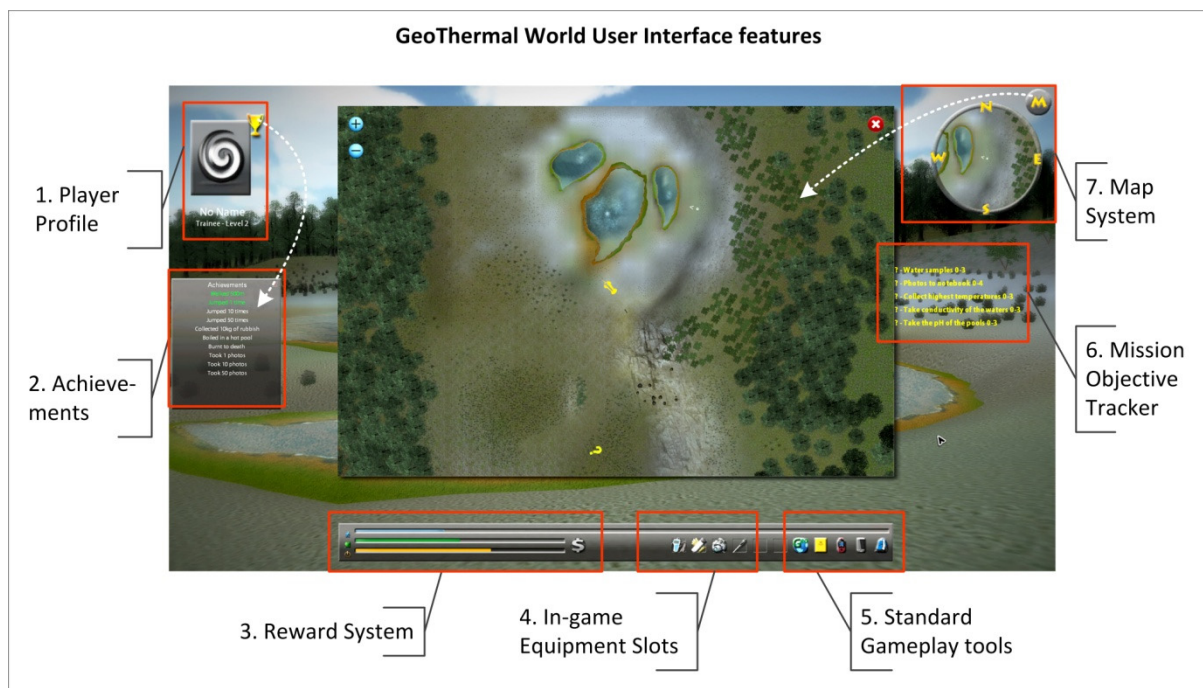 GeoThermal World User Interface features
No Name
Trainee - Level 2
N
M
W
E
S
1. Player
Profile
7. Map
System
? - Water samples 0-3
? - Photos to notebook 0-4
? - Collect highest temperatures 0-3
? - Take conductivity of the waters 0-3
? - Take the pH of the pools 0-3
Achievements
Jumped 1 time
Jumped 10 times
Jumped 50 times
Collected 10kg of rubbish
Boiled in a hot pool
Burnt to death
Took 1 photos
Took 10 photos
Took 50 photos
2. Achieve-
ments
6. Mission
Objective
Tracker
?
$
3. Reward System
4. In-game
Equipment Slots
5. Standard
Gameplay tools